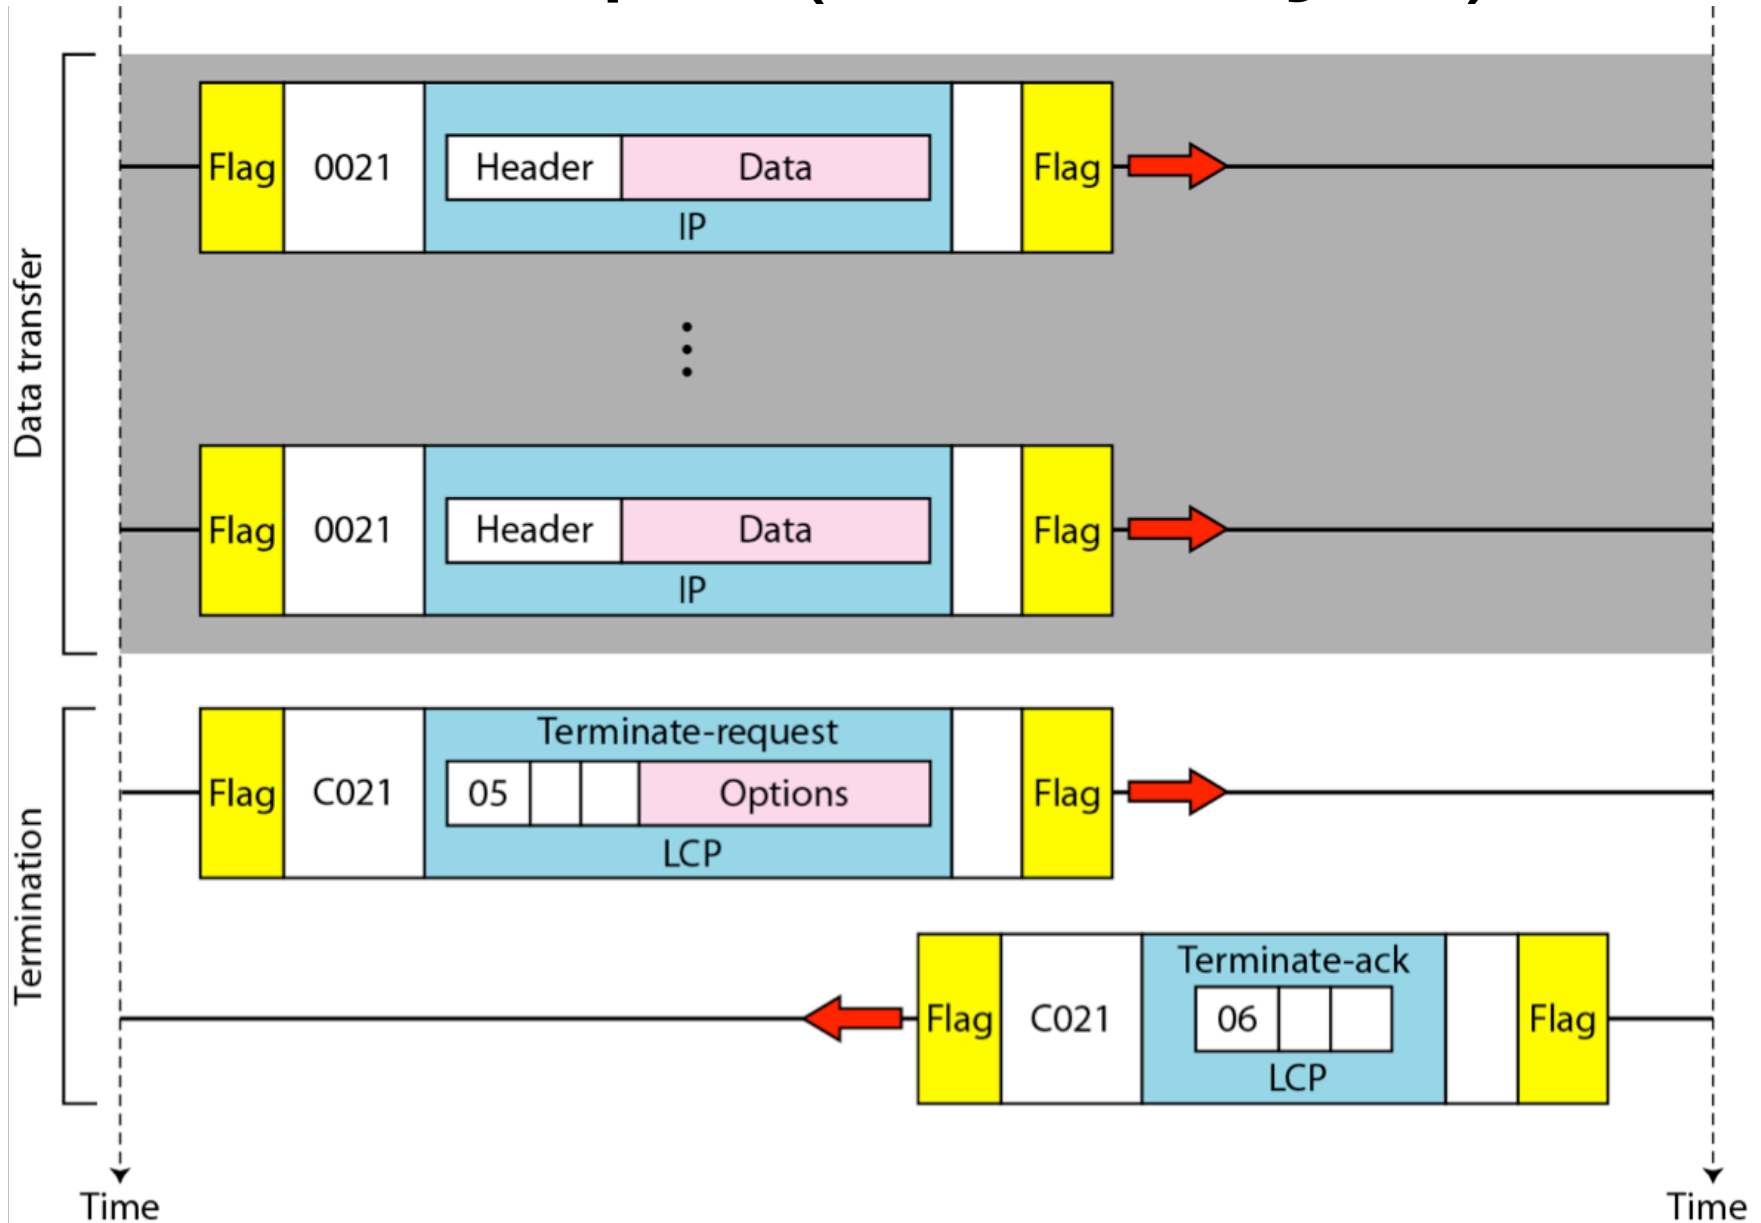 Data transfer
Flag 0021 Header Data Flag
IP
Flag 0021 Header Data Flag
IP
Termination
Terminate-request
Flag C021 05 Options Flag
LCP
Terminate-ack
Flag C021 06 Flag
LCP
Time Time